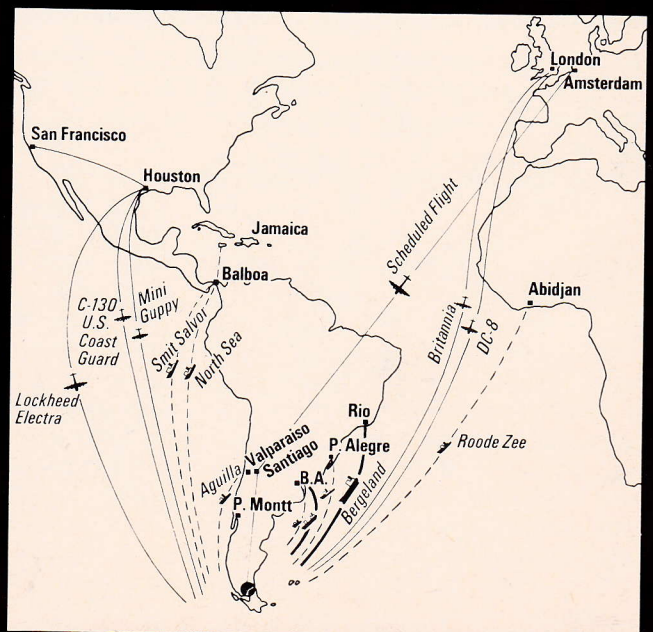 London
Amsterdam
San Francisco
Houston
Jamaica
Balboa
Scheduled Flight
Abidjan
C-130
U.S.
Coast
Guard
Mini
Guppy
Smit Salvor
North Sea
Britannia
DC-8
Lockheed
Electra
Rio
Valparaiso
Santiago
P. Alegre
Roode Zee
Aguilla
B.A.
P. Montt
Bergeland